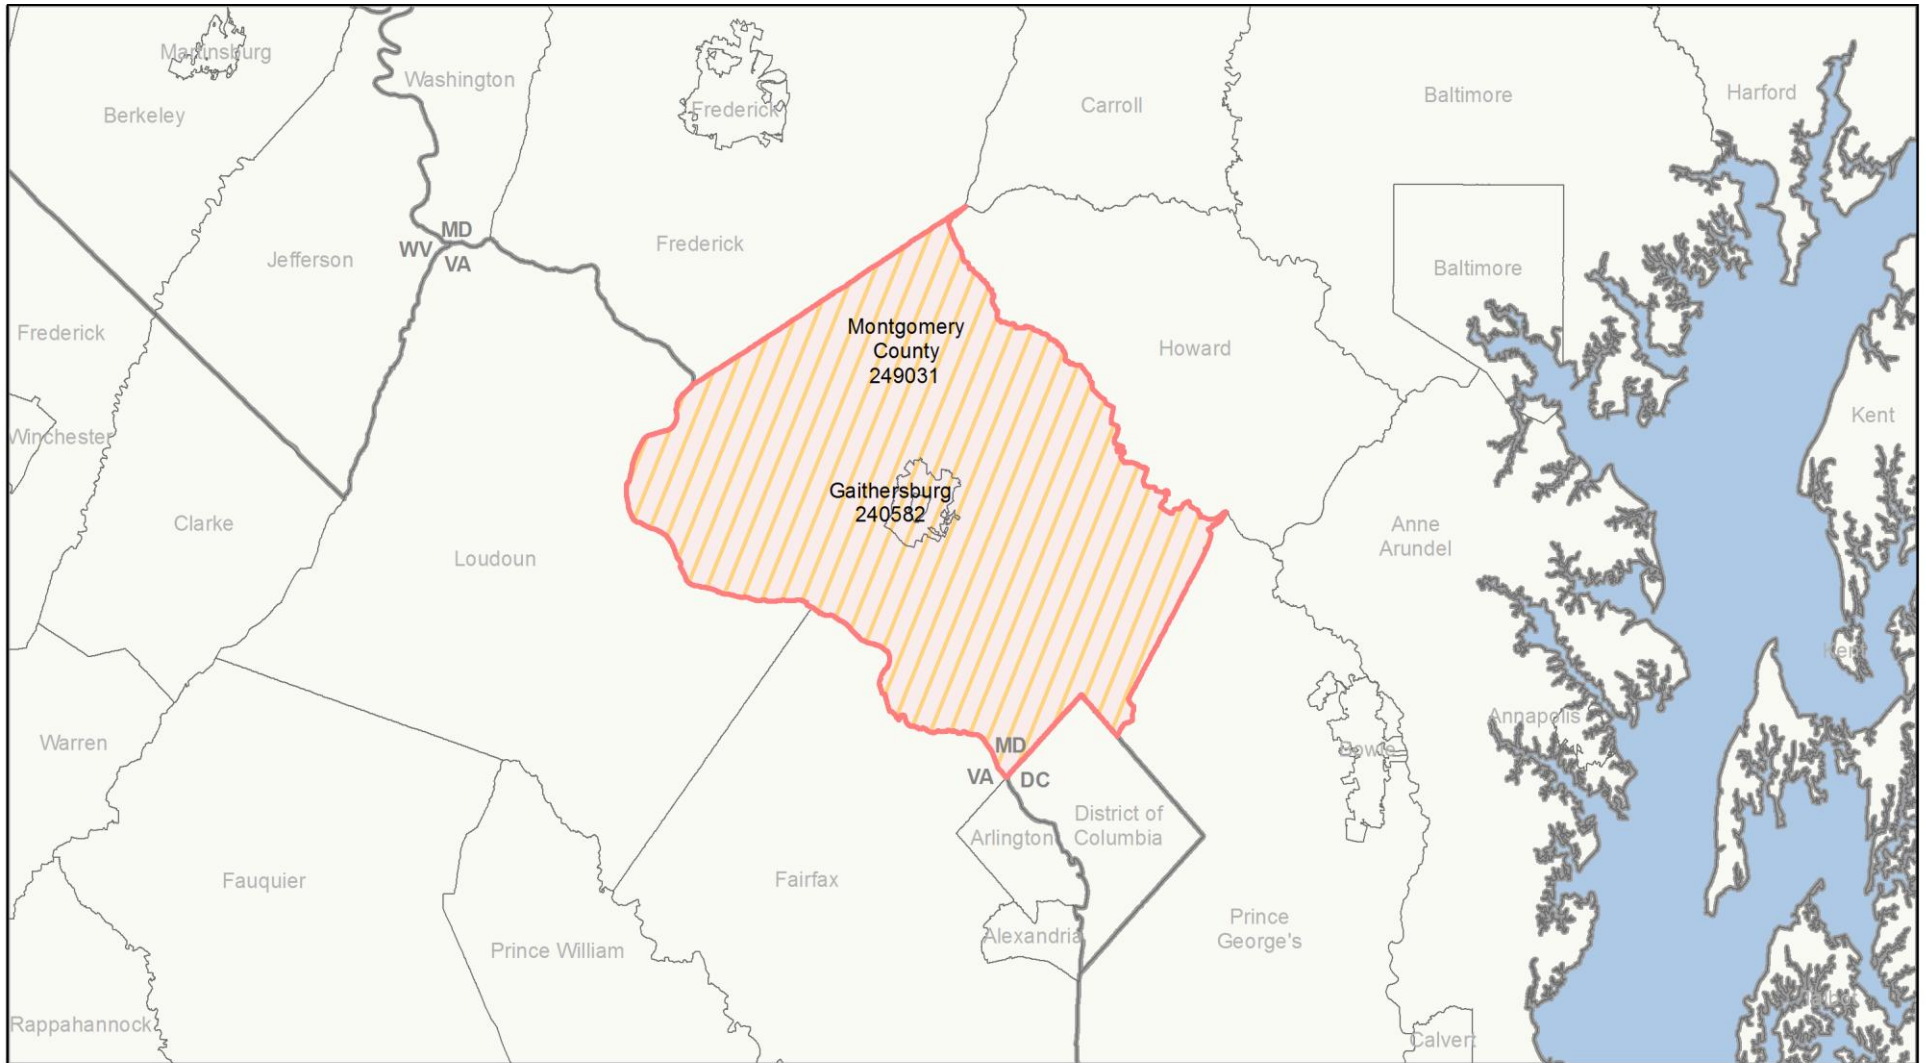 Martinsburg
Washington
Berkeley
Frederick
Carroll
Baltimore
Harford
MD
WV
VA
Jefferson
Frederick
Baltimore
Frederick
Montgomery
County
249031
Howard
Kent
Winchester
Gaithersburg
240582
Clarke
Loudoun
Anne
Arundel
Kent
Warren
Annapolis
Bowie
MD
VA
DC
District of
Columbia
Arlington
Fauquier
Fairfax
Prince
George's
Prince William
Alexandria
Talbot
Rappahannock
Calvert